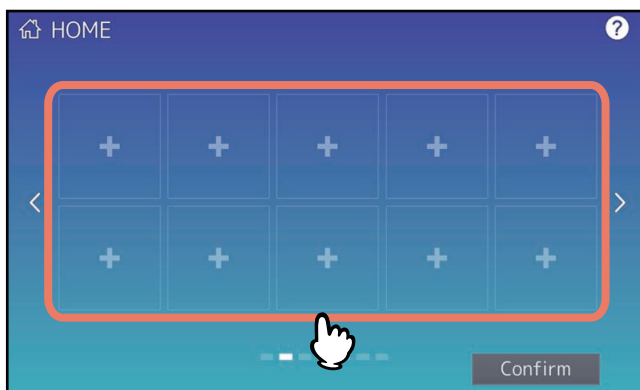 HOME
?
+ + + + +
+ + + + +
< >
Confirm